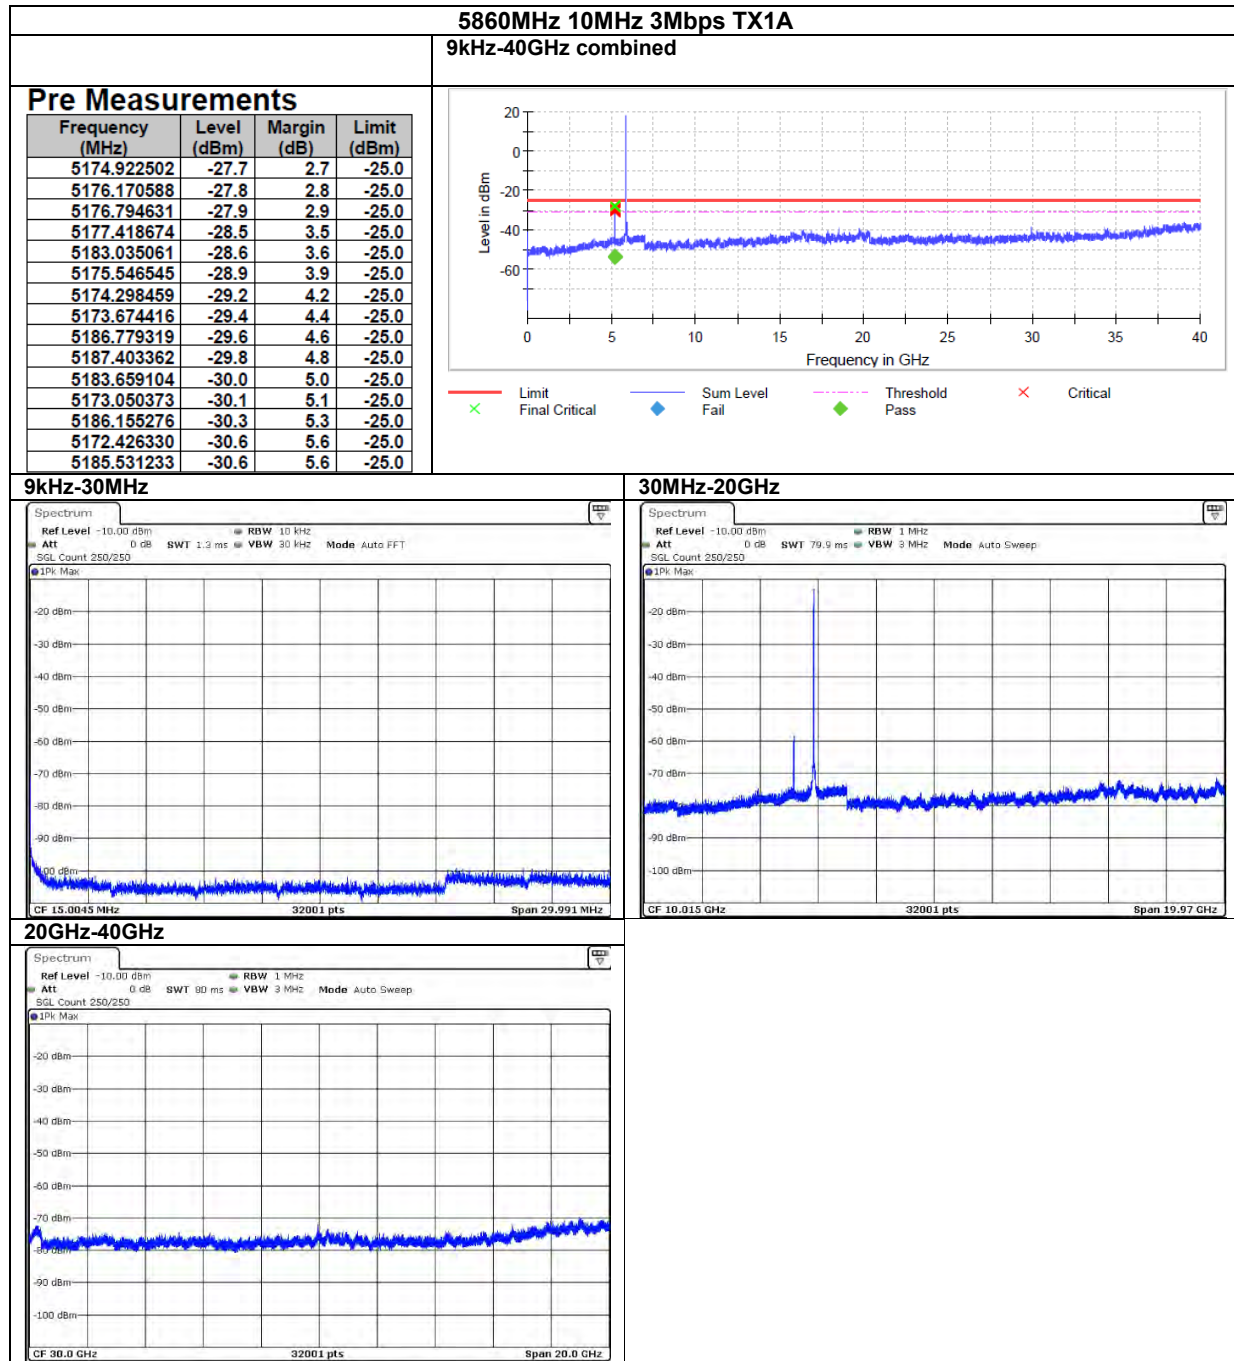 5860MHz 10MHz 3Mbps TX1A
9kHz-40GHz combined
Pre Measurements
Frequency (MHz) Level (dBm) Margin (dB) Limit (dBm)
5174.922502 -27.7 2.7 -25.0
5176.170588 -27.8 2.8 -25.0
5176.794631 -27.9 2.9 -25.0
5177.418674 -28.5 3.5 -25.0
5183.035061 -28.6 3.6 -25.0
5175.546545 -28.9 3.9 -25.0
5174.298459 -29.2 4.2 -25.0
5173.674416 -29.4 4.4 -25.0
5186.779319 -29.6 4.6 -25.0
5187.403362 -29.8 4.8 -25.0
5183.659104 -30.0 5.0 -25.0
5173.050373 -30.1 5.1 -25.0
5186.155276 -30.3 5.3 -25.0
5172.426330 -30.6 5.6 -25.0
5185.531233 -30.6 5.6 -25.0
Level in dBm
20
0
-20
-40
-60
0 5 10 15 20 25 30 35 40
Frequency in GHz
Limit Sum Level Threshold Critical
Final Critical Fail Pass
9kHz-30MHz
Spectrum
Ref Level -10.00 dBm RBW 10 kHz
Att 0 dB SWT 1.3 ms VBW 30 kHz Mode Auto FFT
SGL Count 250/250
1Pk Max
-20 dBm
-30 dBm
-40 dBm
-50 dBm
-60 dBm
-70 dBm
-80 dBm
-90 dBm
-100 dBm
CF 15.0045 MHz 32001 pts Span 29.991 MHz
30MHz-20GHz
Spectrum
Ref Level -10.00 dBm RBW 1 MHz
Att 0 dB SWT 79.9 ms VBW 3 MHz Mode Auto Sweep
SGL Count 250/250
1Pk Max
-20 dBm
-30 dBm
-40 dBm
-50 dBm
-60 dBm
-70 dBm
-80 dBm
-90 dBm
-100 dBm
CF 10.015 GHz 32001 pts Span 19.97 GHz
20GHz-40GHz
Spectrum
Ref Level -10.00 dBm RBW 1 MHz
Att 0 dB SWT 80 ms VBW 3 MHz Mode Auto Sweep
SGL Count 250/250
1Pk Max
-20 dBm
-30 dBm
-40 dBm
-50 dBm
-60 dBm
-70 dBm
-80 dBm
-90 dBm
-100 dBm
CF 30.0 GHz 32001 pts Span 20.0 GHz